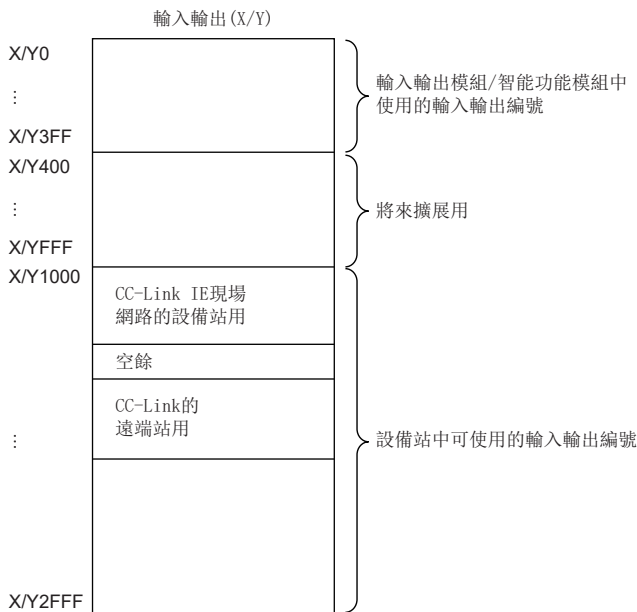 輸入輸出(X/Y)
X/Y0
⋮
X/Y3FF
輸入輸出模組/智能功能模組中
使用的輸入輸出編號
X/Y400
⋮
X/YFFF
將來擴展用
X/Y1000
CC-Link IE現場
網路的設備站用
空餘
CC-Link的
遠端站用
⋮
設備站中可使用的輸入輸出編號
X/Y2FFF